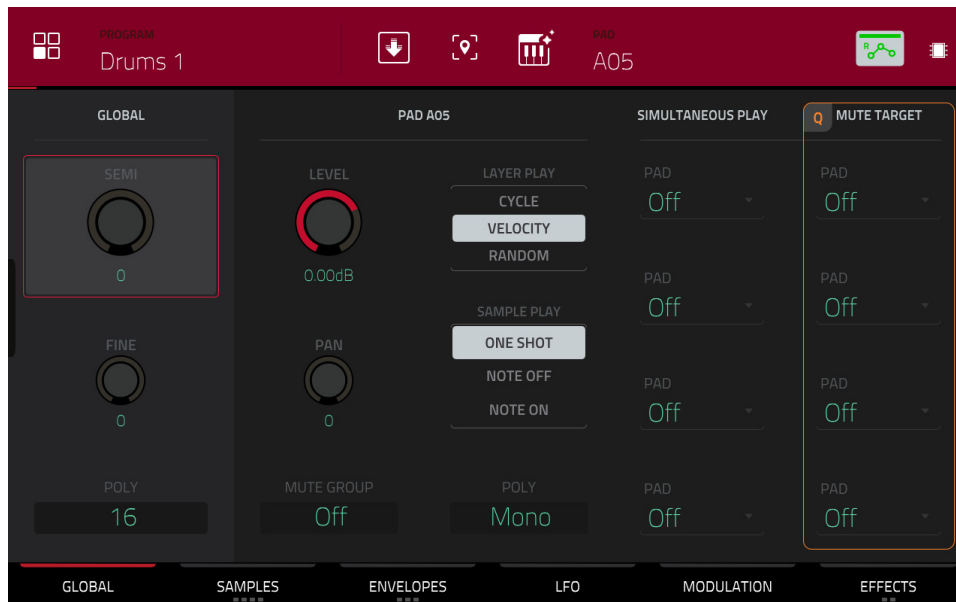 PROGRAM
Drums 1
PAD
A05
R
GLOBAL
SEMI
0
FINE
0
POLY
16
PAD A05
LEVEL
0.00dB
PAN
0
MUTE GROUP
Off
LAYER PLAY
CYCLE
VELOCITY
RANDOM
SAMPLE PLAY
ONE SHOT
NOTE OFF
NOTE ON
POLY
Mono
SIMULTANEOUS PLAY
PAD
Off
PAD
Off
PAD
Off
PAD
Off
Q MUTE TARGET
PAD
Off
PAD
Off
PAD
Off
PAD
Off
GLOBAL SAMPLES ENVELOPES LFO MODULATION EFFECTS